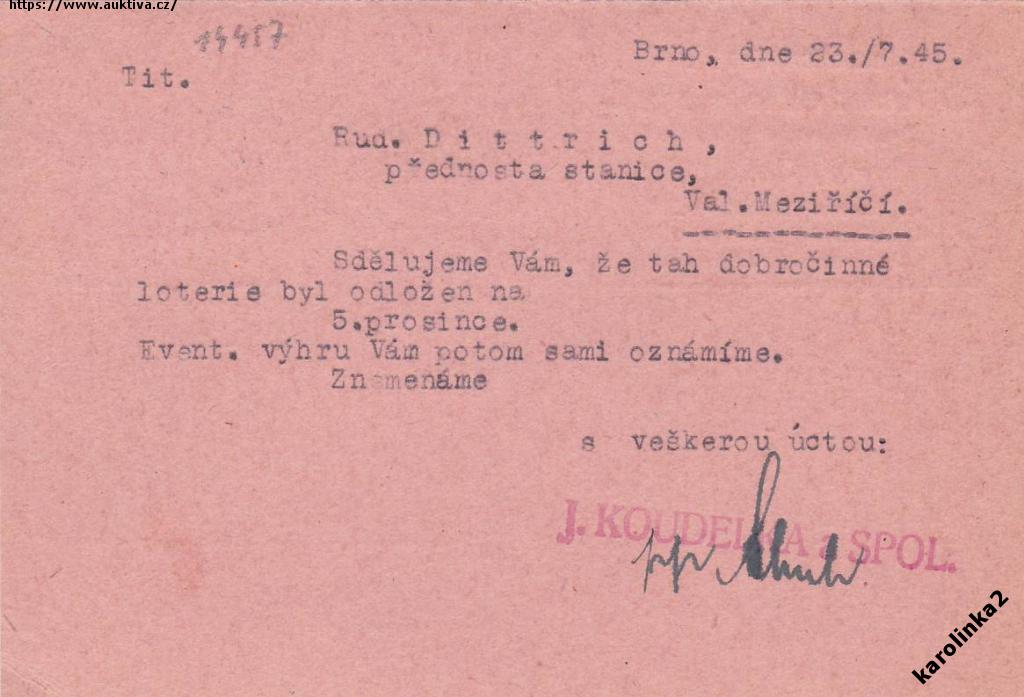 https://www.auktiva.cz/
14457
Brno, dne 23./7.45.
Tit.
Rud. D i t t r i c h ,
přednosta stanice,
Val.Meziříčí.
Sdělujeme Vám, že tah dobročinné
loterie byl odložen na
5.prosince.
Event. výhru Vám potom sami oznámíme.
Znamenáme
s veškerou úctou:
J. KOUDELKA a SPOL.
ppr
karolinka2